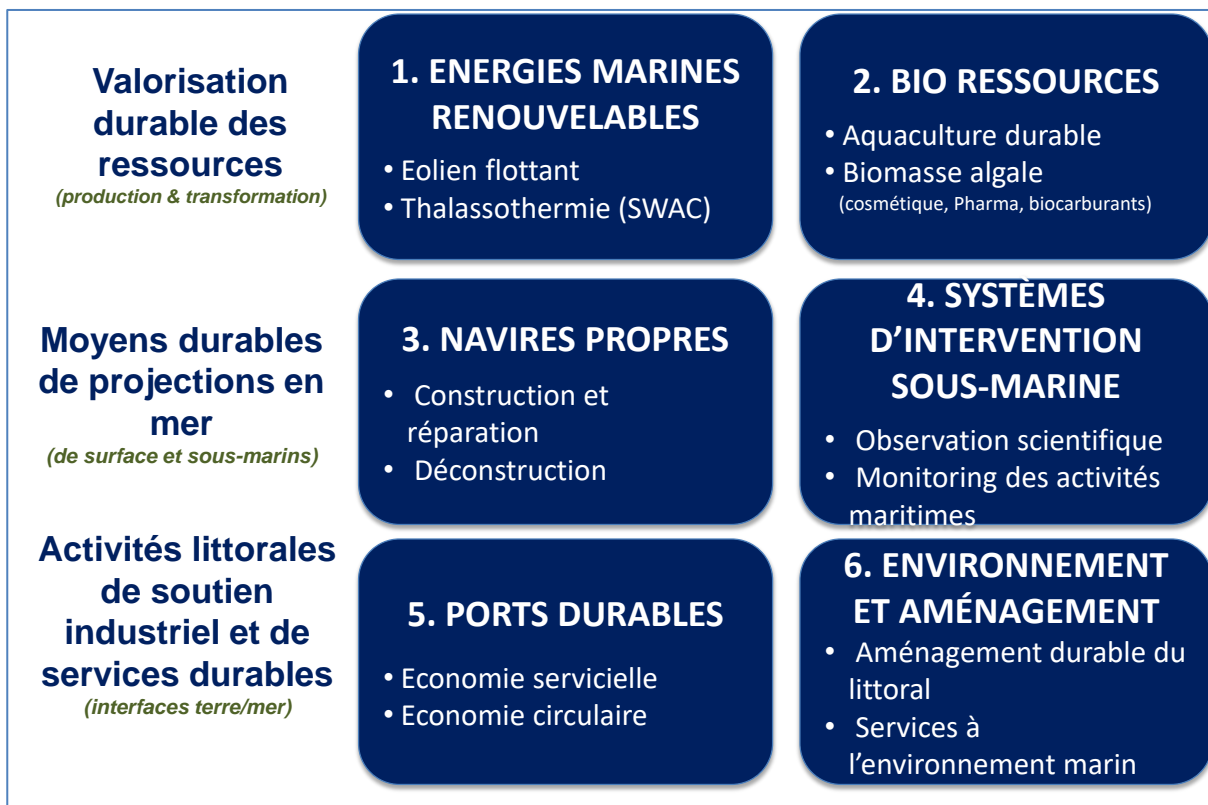 Valorisation
durable des
ressources
(production & transformation)
1. ENERGIES MARINES
RENOUVELABLES
• Eolien flottant
• Thalassothermie (SWAC)
2. BIO RESSOURCES
• Aquaculture durable
• Biomasse algale
(cosmétique, Pharma, biocarburants)
Moyens durables
de projections en
mer
(de surface et sous-marins)
3. NAVIRES PROPRES
• Construction et
réparation
• Déconstruction
4. SYSTÈMES
D’INTERVENTION
SOUS-MARINE
• Observation scientifique
• Monitoring des activités
maritimes
Activités littorales
de soutien
industriel et de
services durables
(interfaces terre/mer)
5. PORTS DURABLES
• Economie servicielle
• Economie circulaire
6. ENVIRONNEMENT
ET AMÉNAGEMENT
• Aménagement durable du
littoral
• Services à
l’environnement marin